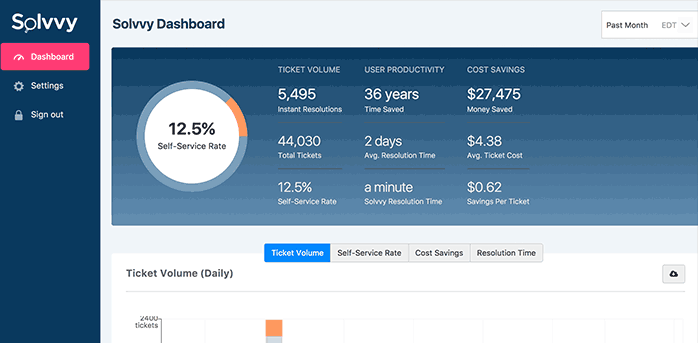 Solvvy
Solvvy Dashboard
Past Month EDT
Dashboard
Settings
Sign out
12.5%
Self-Service Rate
TICKET VOLUME
5,495
Instant Resolutions
44,030
Total Tickets
12.5%
Self-Service Rate
USER PRODUCTIVITY
36 years
Time Saved
2 days
Avg. Resolution Time
a minute
Solvvy Resolution Time
COST SAVINGS
$27,475
Money Saved
$4.38
Avg. Ticket Cost
$0.62
Savings Per Ticket
Ticket Volume Self-Service Rate Cost Savings Resolution Time
Ticket Volume (Daily)
2400
tickets